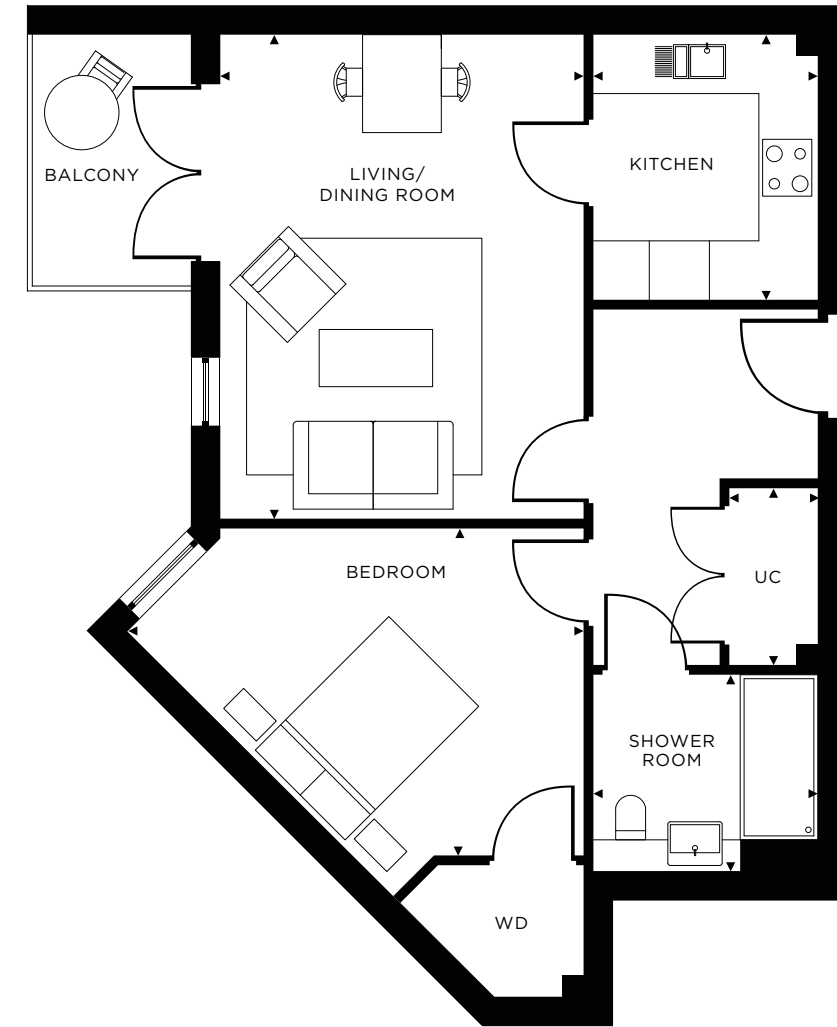 BALCONY
LIVING/
DINING ROOM
KITCHEN
BEDROOM
UC
SHOWER
ROOM
WD